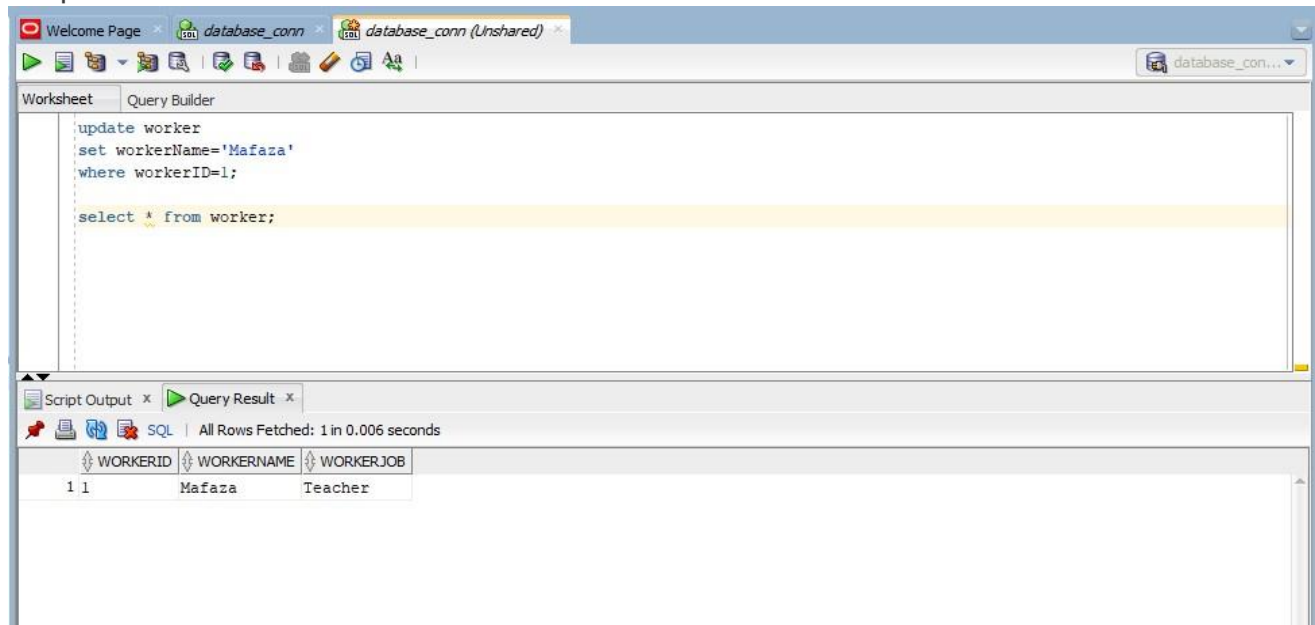 Welcome Page
database_conn
database_conn (Unshared)
database_con...
Worksheet Query Builder
update worker
set workerName='Mafaza'
where workerID=1;
select * from worker;
Script Output x Query Result x
SQL | All Rows Fetched: 1 in 0.006 seconds
WORKERID WORKERNAME WORKERJOB
1 1 Mafaza Teacher